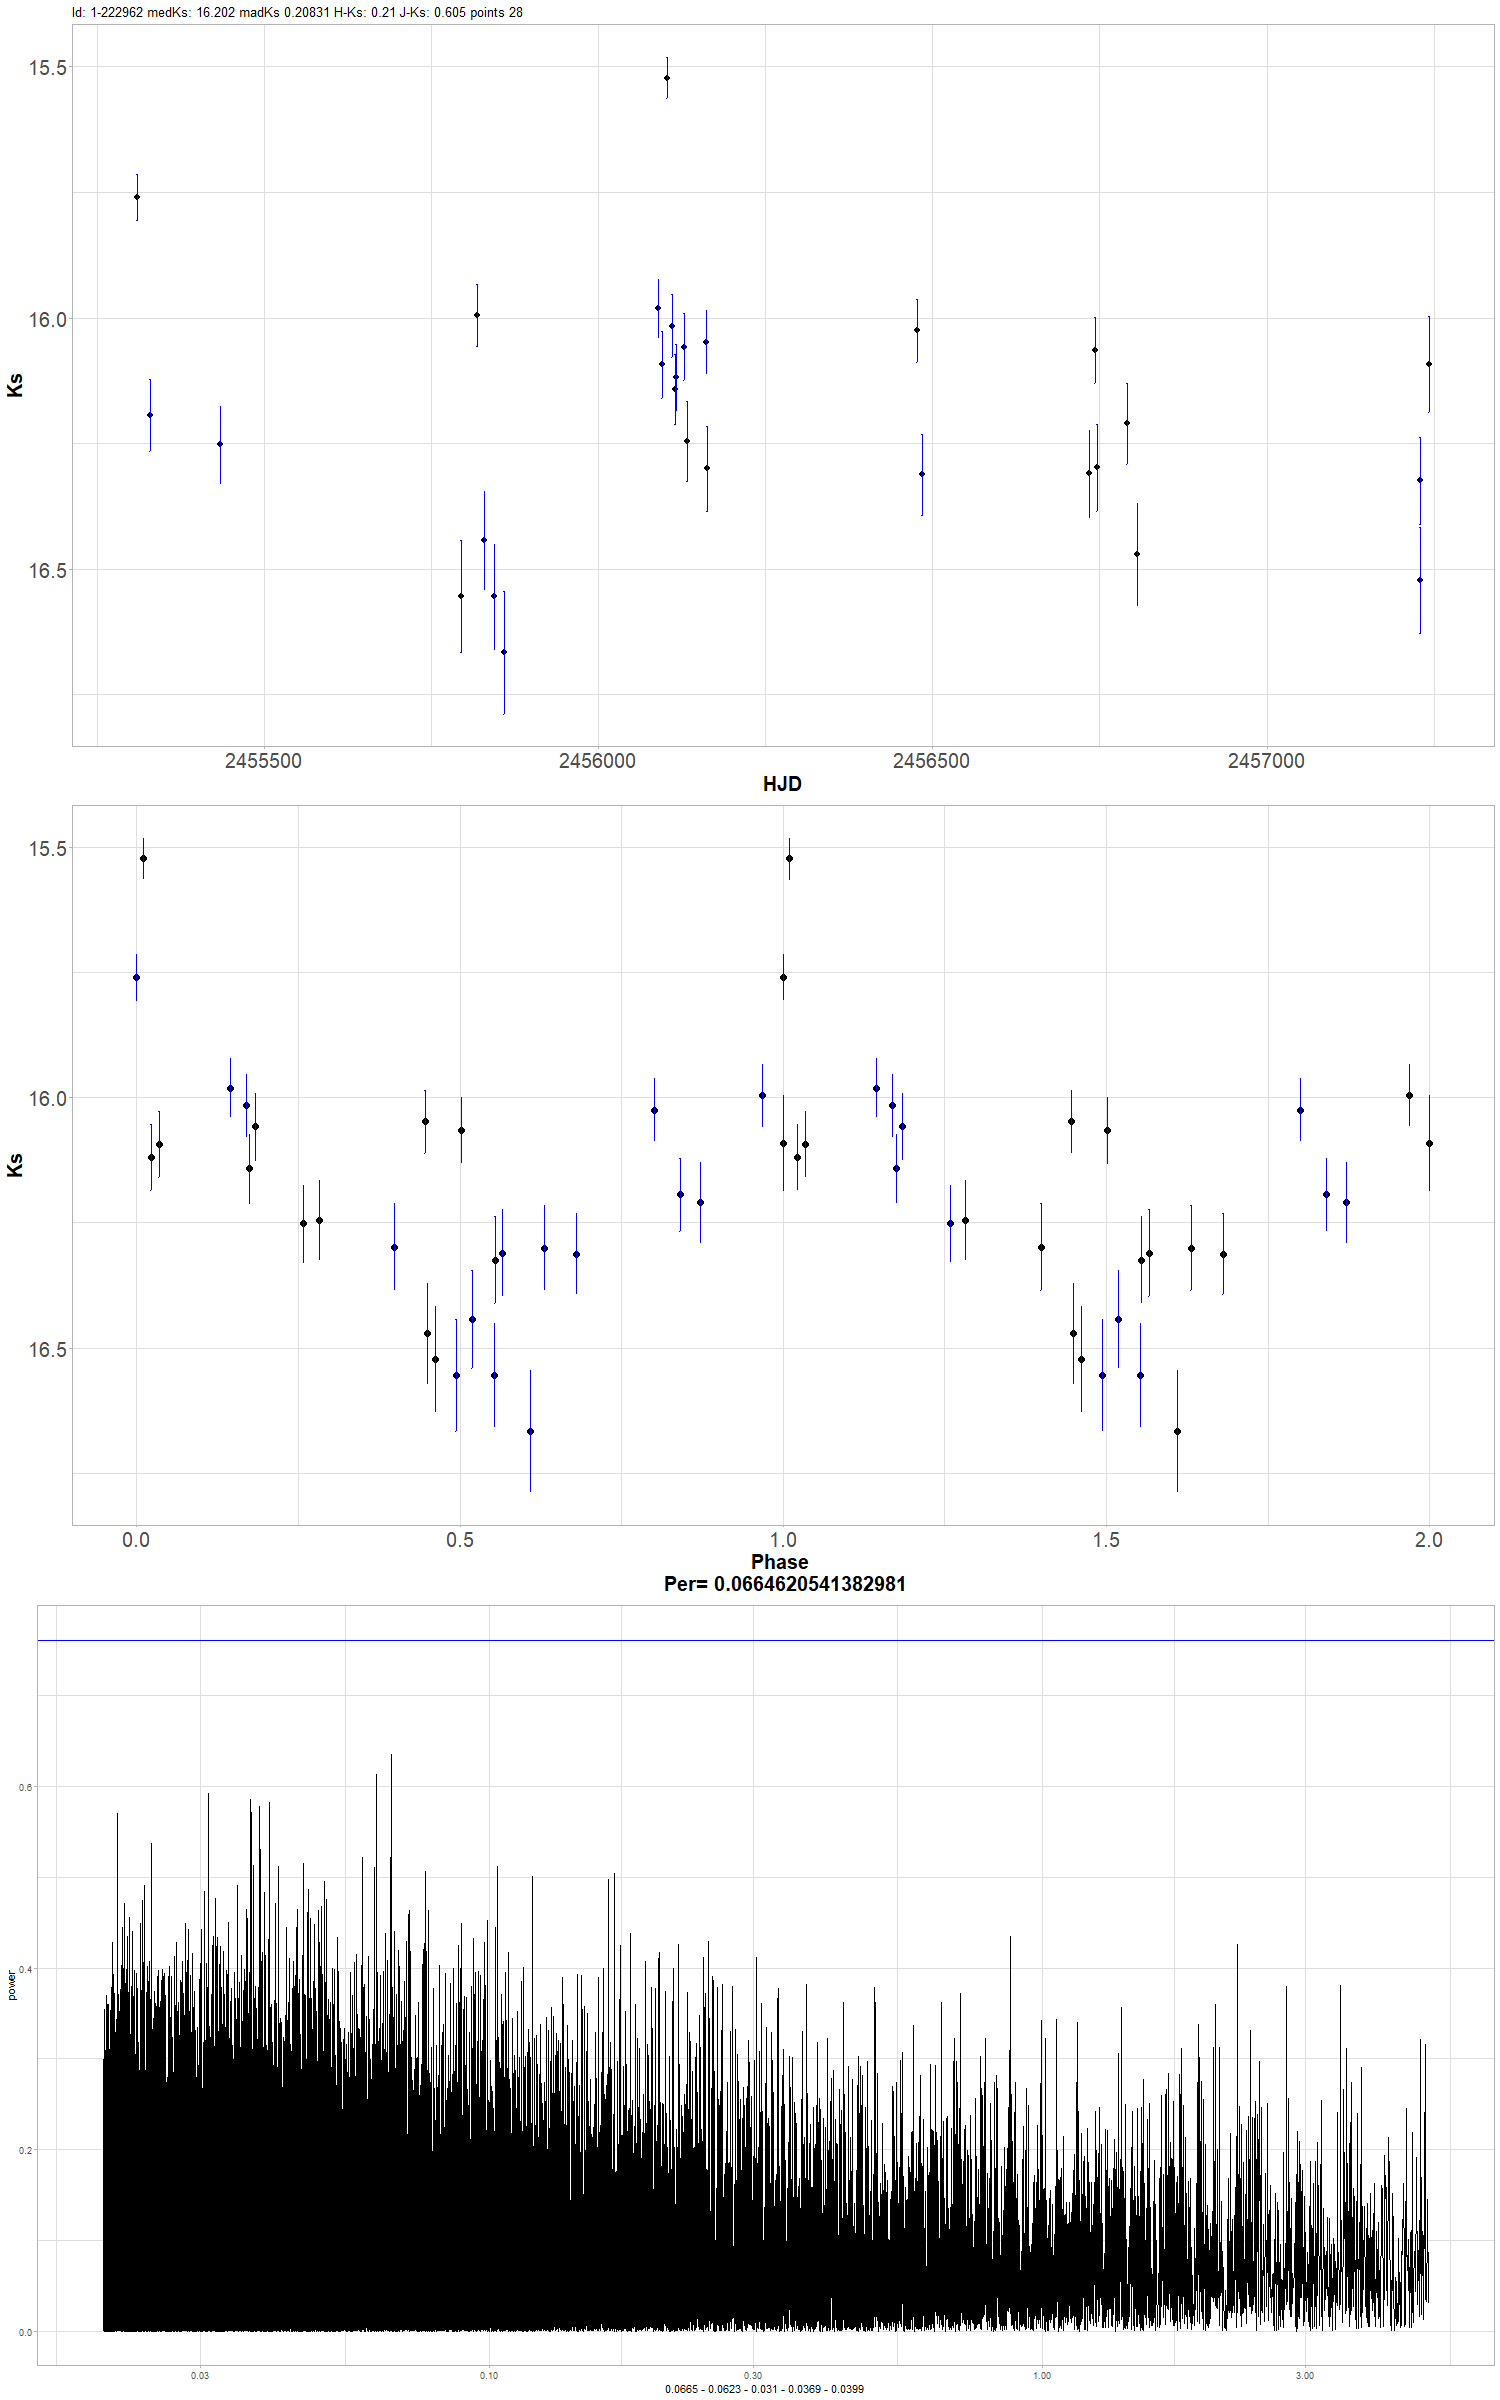 Id: 1-222962 medKs: 16.202 madKs 0.20831 H-Ks: 0.21 J-Ks: 0.605 points 28
15.5
16.0
16.5
Ks
2455500 2456000 2456500 2457000
HJD
15.5
16.0
16.5
Ks
0.0 0.5 1.0 1.5 2.0
Phase
Per= 0.0664620541382981
0.6
0.4
0.2
0.0
power
0.03 0.10 0.30 1.00 3.00
0.0665 - 0.0623 - 0.031 - 0.0369 - 0.0399